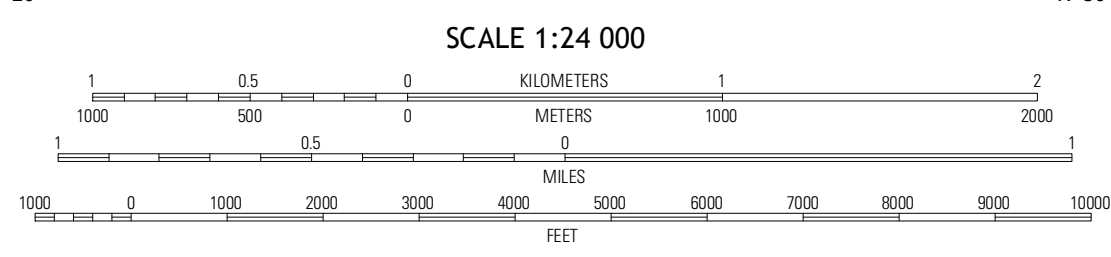 SCALE 1:24 000
1 0.5 0 KILOMETERS 1 2
1000 500 0 METERS 1000 2000
1 0.5 0 1
MILES
1000 0 1000 2000 3000 4000 5000 6000 7000 8000 9000 10000
FEET